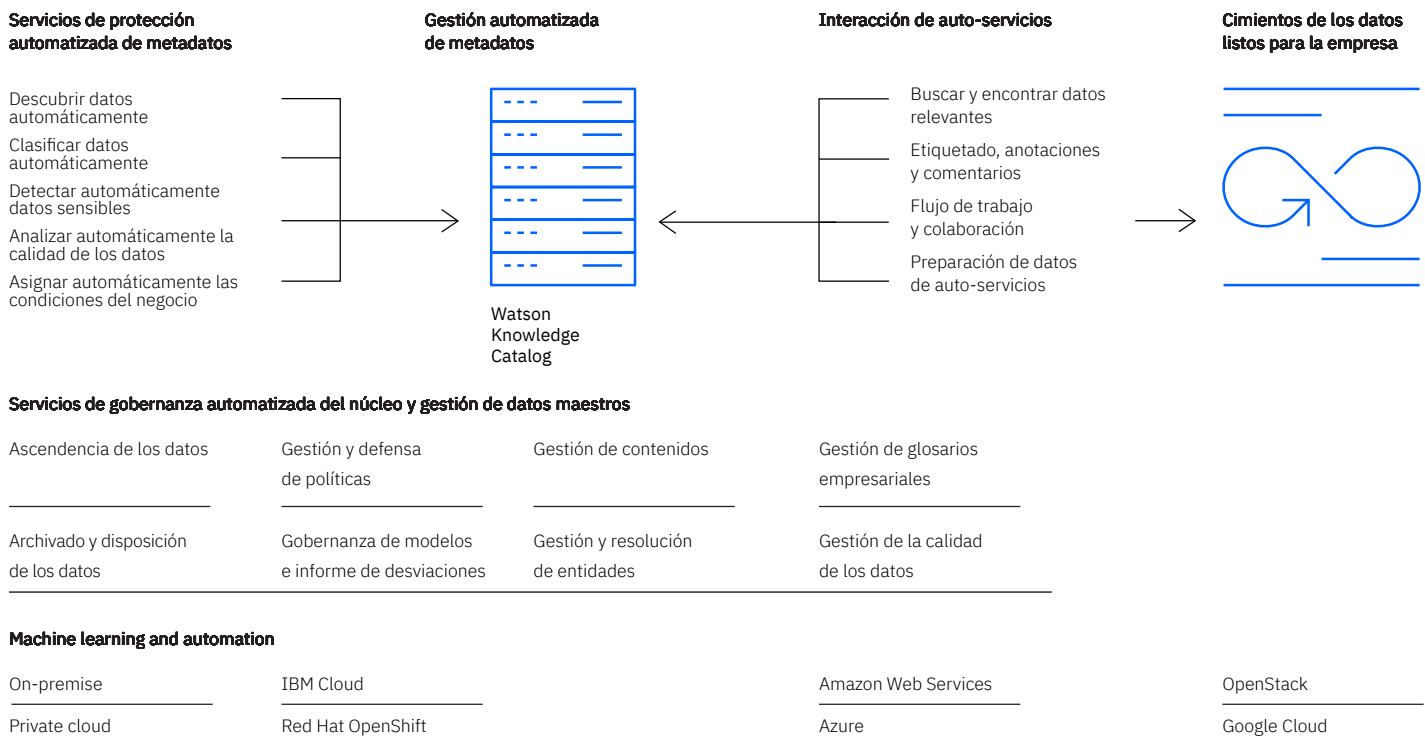 Servicios de protección
automatizada de metadatos
Descubrir datos
automáticamente
Clasificar datos
automáticamente
Detectar automáticamente
datos sensibles
Analizar automáticamente la
calidad de los datos
Asignar automáticamente las
condiciones del negocio
Gestión automatizada
de metadatos
Watson
Knowledge
Catalog
Interacción de auto-servicios
Buscar y encontrar datos
relevantes
Etiquetado, anotaciones
y comentarios
Flujo de trabajo
y colaboración
Preparación de datos
de auto-servicios
Cimientos de los datos
listos para la empresa
Servicios de gobernanza automatizada del núcleo y gestión de datos maestros
Ascendencia de los datos
Gestión y defensa
de políticas
Gestión de contenidos
Gestión de glosarios
empresariales
Archivado y disposición
de los datos
Gobernanza de modelos
e informe de desviaciones
Gestión y resolución
de entidades
Gestión de la calidad
de los datos
Machine learning and automation
On-premise
IBM Cloud
Amazon Web Services
OpenStack
Private cloud
Red Hat OpenShift
Azure
Google Cloud